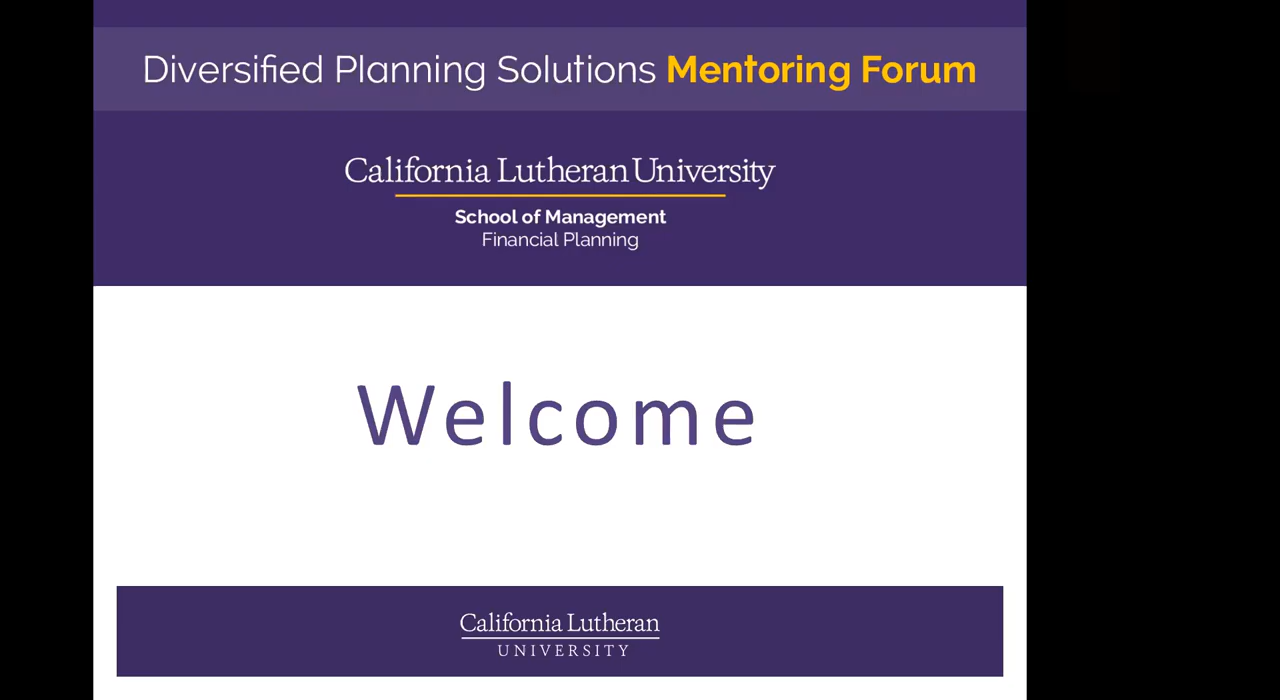 Diversified Planning Solutions Mentoring Forum
California Lutheran University
School of Management
Financial Planning
Welcome
California Lutheran
UNIVERSITY